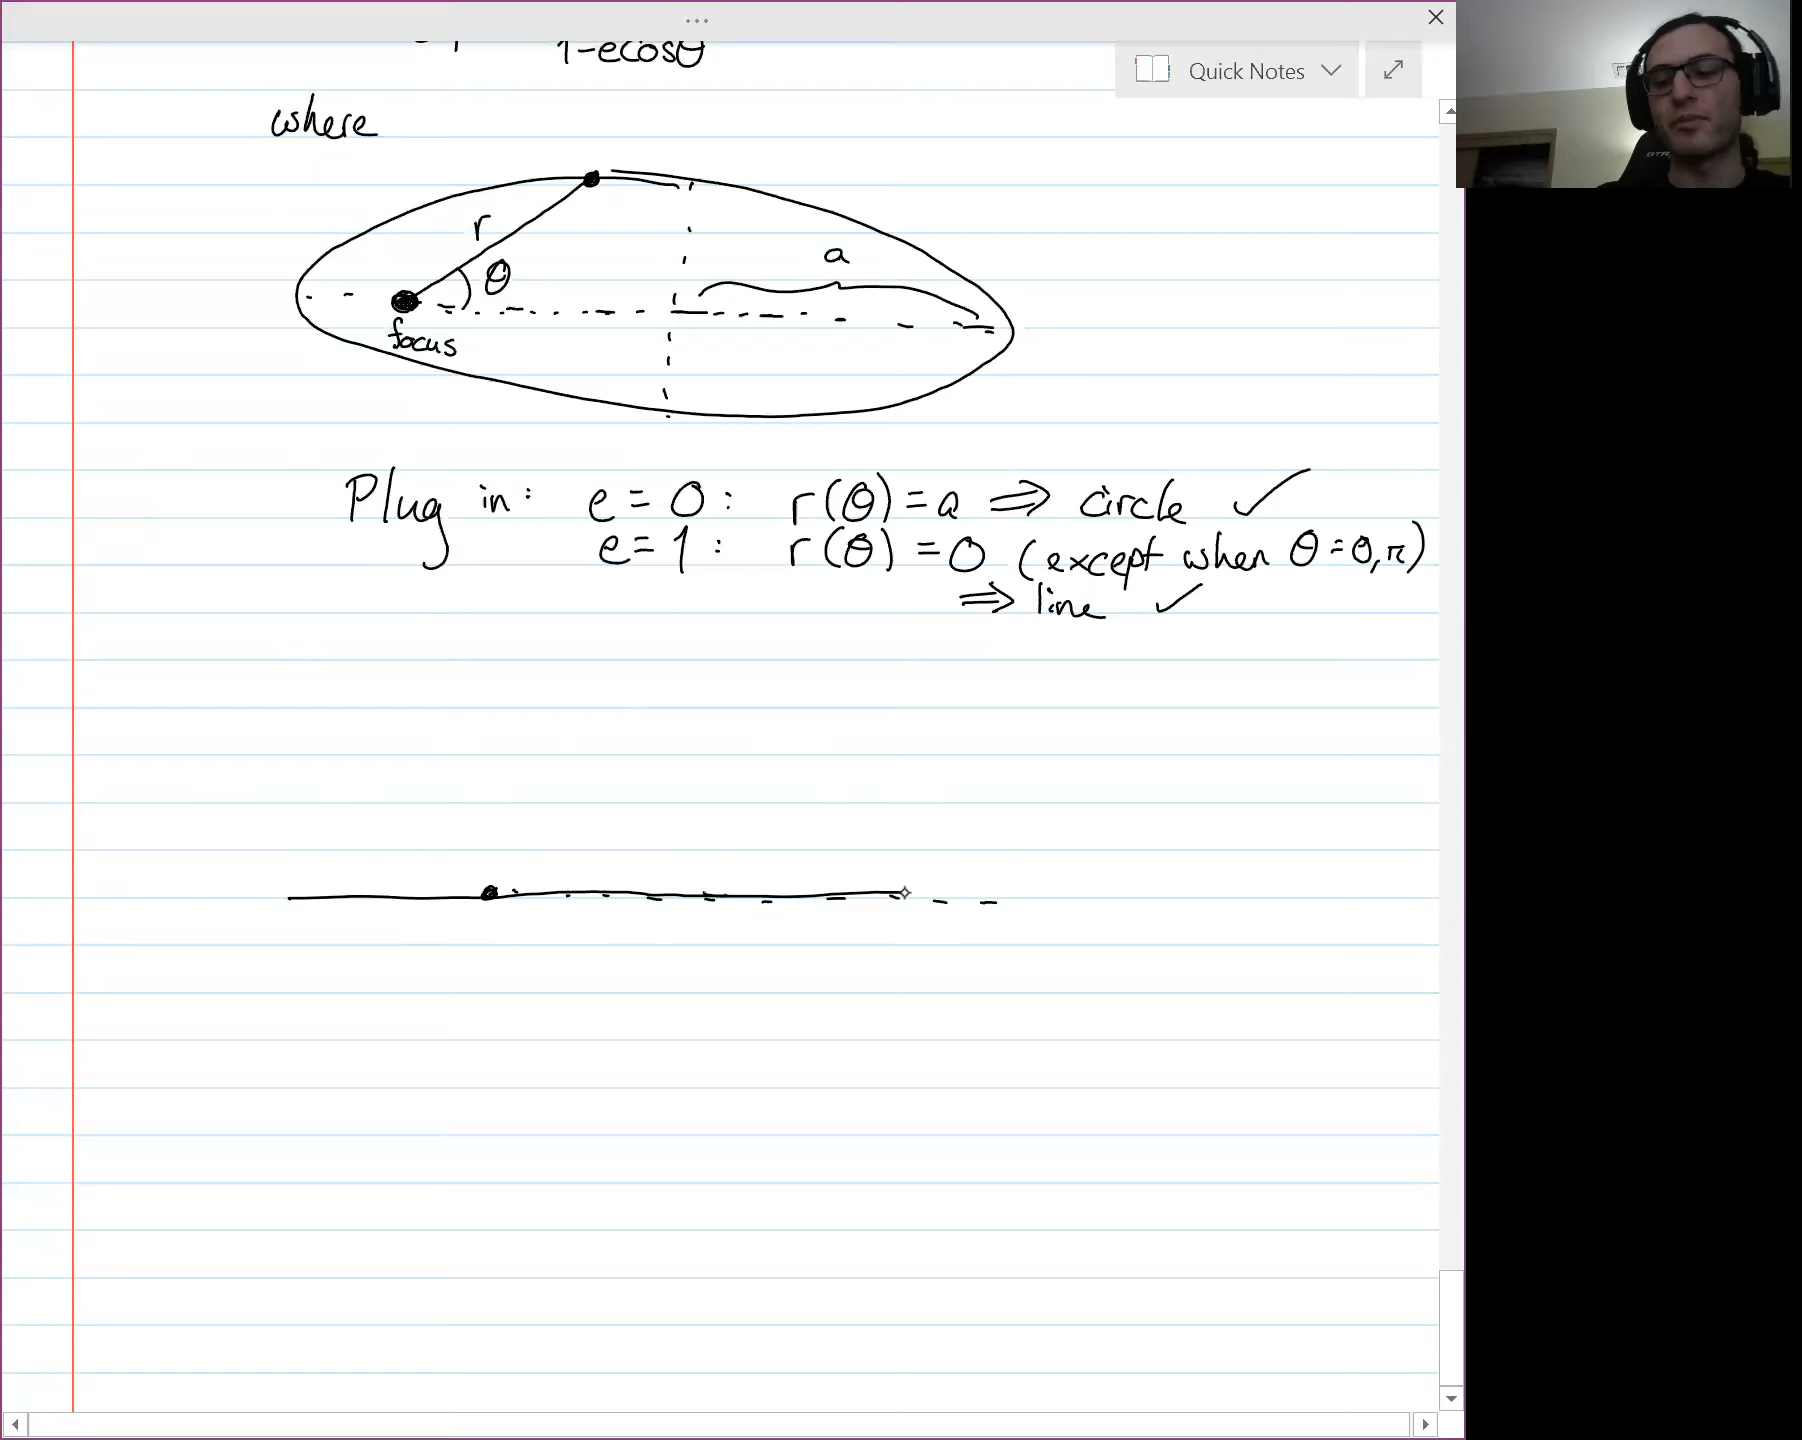 1-ecosθ
Quick Notes
where
r
θ
a
focus
Plug in: e = 0 : r(θ) = a ⇒ circle ✓
e = 1 : r(θ) = 0 (except when θ = 0, π)
⇒ line ✓